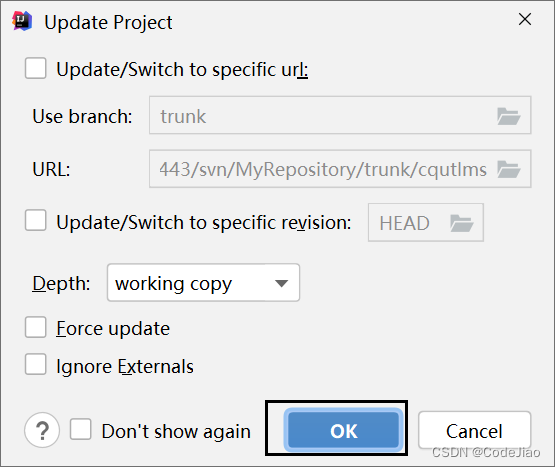 Update Project
Update/Switch to specific url:
Use branch: trunk
URL: 443/svn/MyRepository/trunk/cqutlms
Update/Switch to specific revision: HEAD
Depth: working copy
Force update
Ignore Externals
? Don't show again OK Cancel
CSDN @CodeJiao